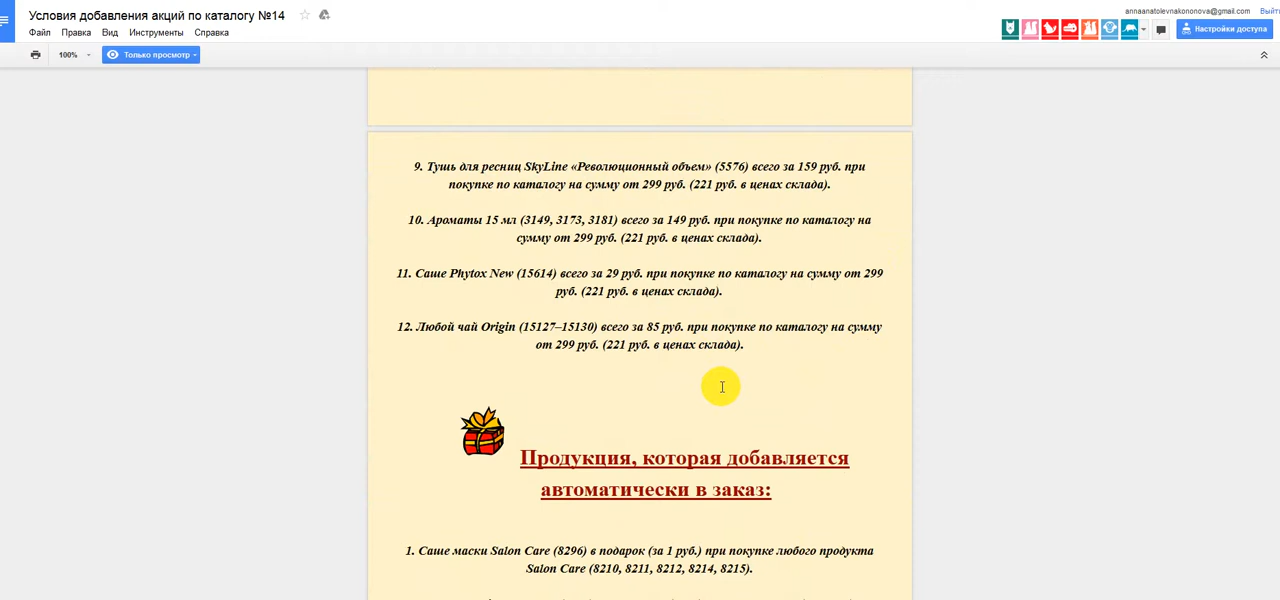 Условия добавления акций по каталогу №14
annaanatolevnakononova@gmail.com
Файл Правка Вид Инструменты Справка
Настройки доступа
100% Только просмотр
9. Тушь для ресниц SkyLine «Революционный объем» (5576) всего за 159 руб. при
покупке по каталогу на сумму от 299 руб. (221 руб. в ценах склада).
10. Ароматы 15 мл (3149, 3173, 3181) всего за 149 руб. при покупке по каталогу на
сумму от 299 руб. (221 руб. в ценах склада).
11. Саше Phytox New (15614) всего за 29 руб. при покупке по каталогу на сумму от 299
руб. (221 руб. в ценах склада).
12. Любой чай Origin (15127–15130) всего за 85 руб. при покупке по каталогу на сумму
от 299 руб. (221 руб. в ценах склада).
Продукция, которая добавляется
автоматически в заказ:
1. Саше маски Salon Care (8296) в подарок (за 1 руб.) при покупке любого продукта
Salon Care (8210, 8211, 8212, 8214, 8215).